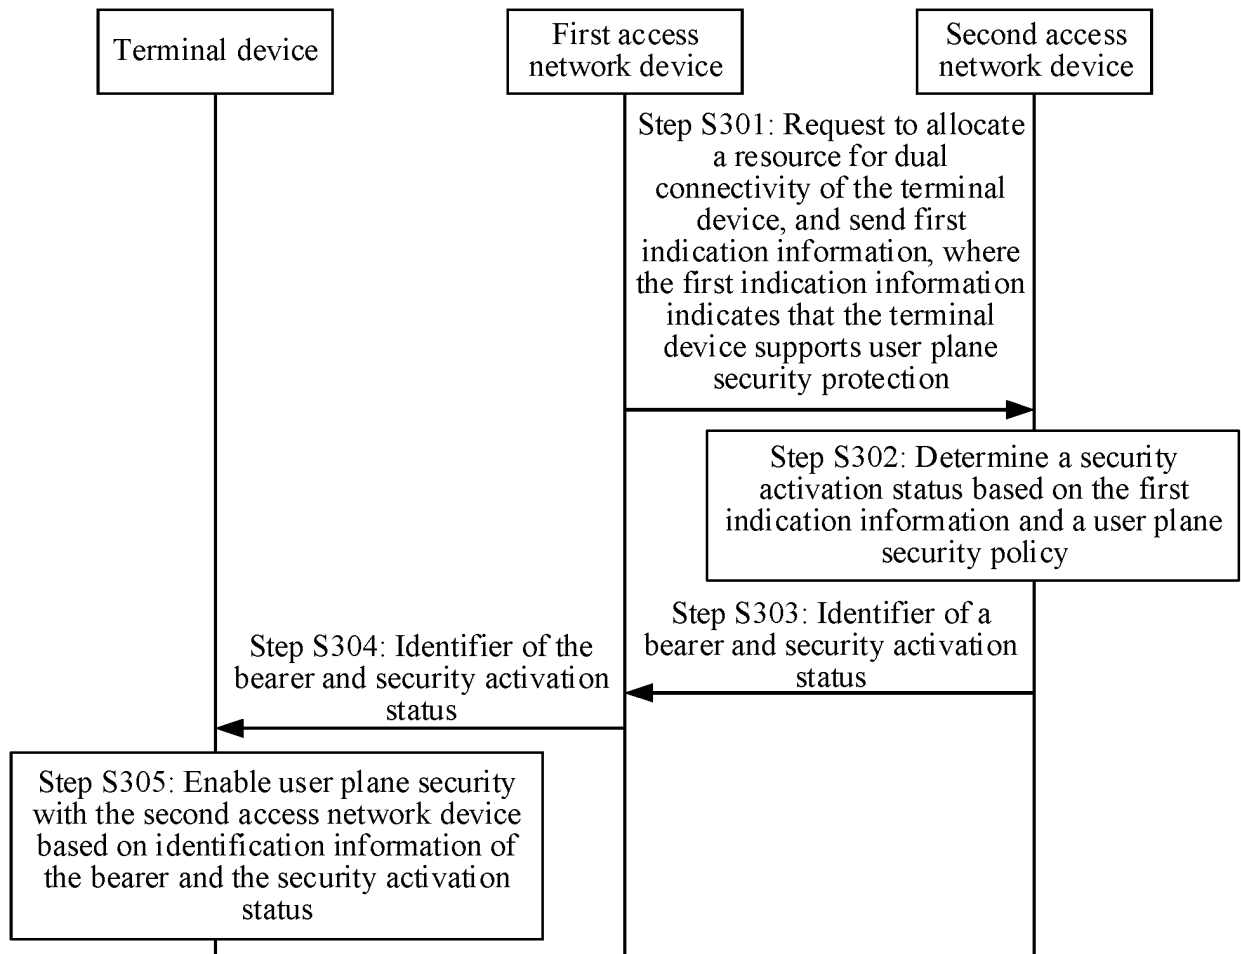 Terminal device
First access
network device
Second access
network device
Step S301: Request to allocate
a resource for dual
connectivity of the terminal
device, and send first
indication information, where
the first indication information
indicates that the terminal
device supports user plane
security protection
Step S302: Determine a security
activation status based on the first
indication information and a user plane
security policy
Step S303: Identifier of a
bearer and security activation
status
Step S304: Identifier of the
bearer and security activation
status
Step S305: Enable user plane security
with the second access network device
based on identification information of
the bearer and the security activation
status